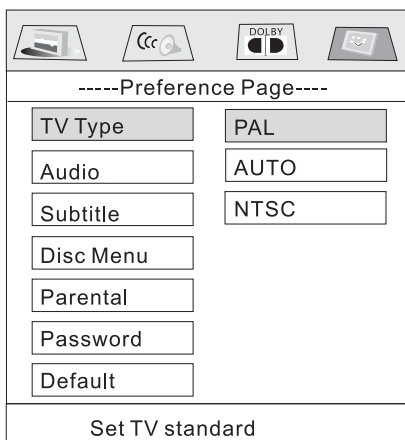 DOLBY
-----Preference Page----
TV Type
PAL
Audio
AUTO
Subtitle
NTSC
Disc Menu
Parental
Password
Default
Set TV standard